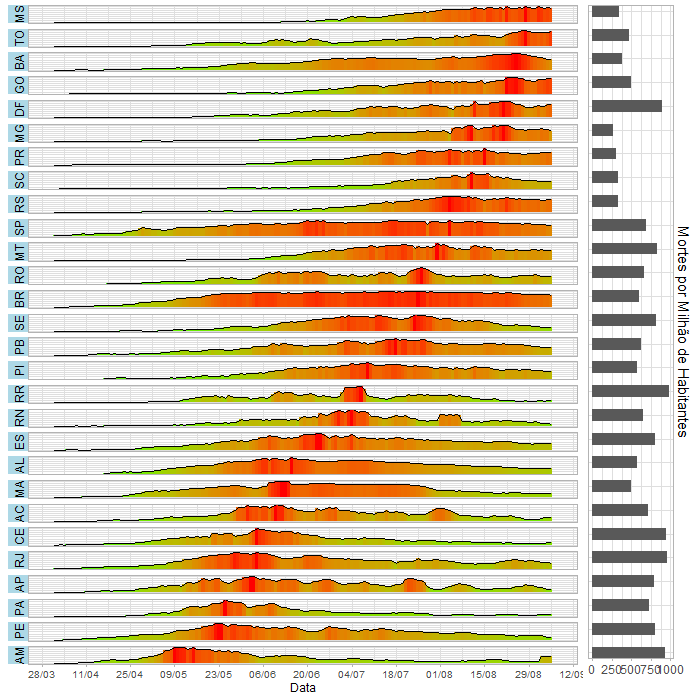 MS
TO
BA
GO
DF
MG
PR
SC
RS
SP
MT
RO
BR
SE
PB
PI
RR
RN
ES
AL
MA
AC
CE
RJ
AP
PA
PE
AM
28/03 11/04 25/04 09/05 23/05 06/06 20/06 04/07 18/07 01/08 15/08 29/08 12/09
Data
0 250 500 750 1000
Mortes por Milhão de Habitantes